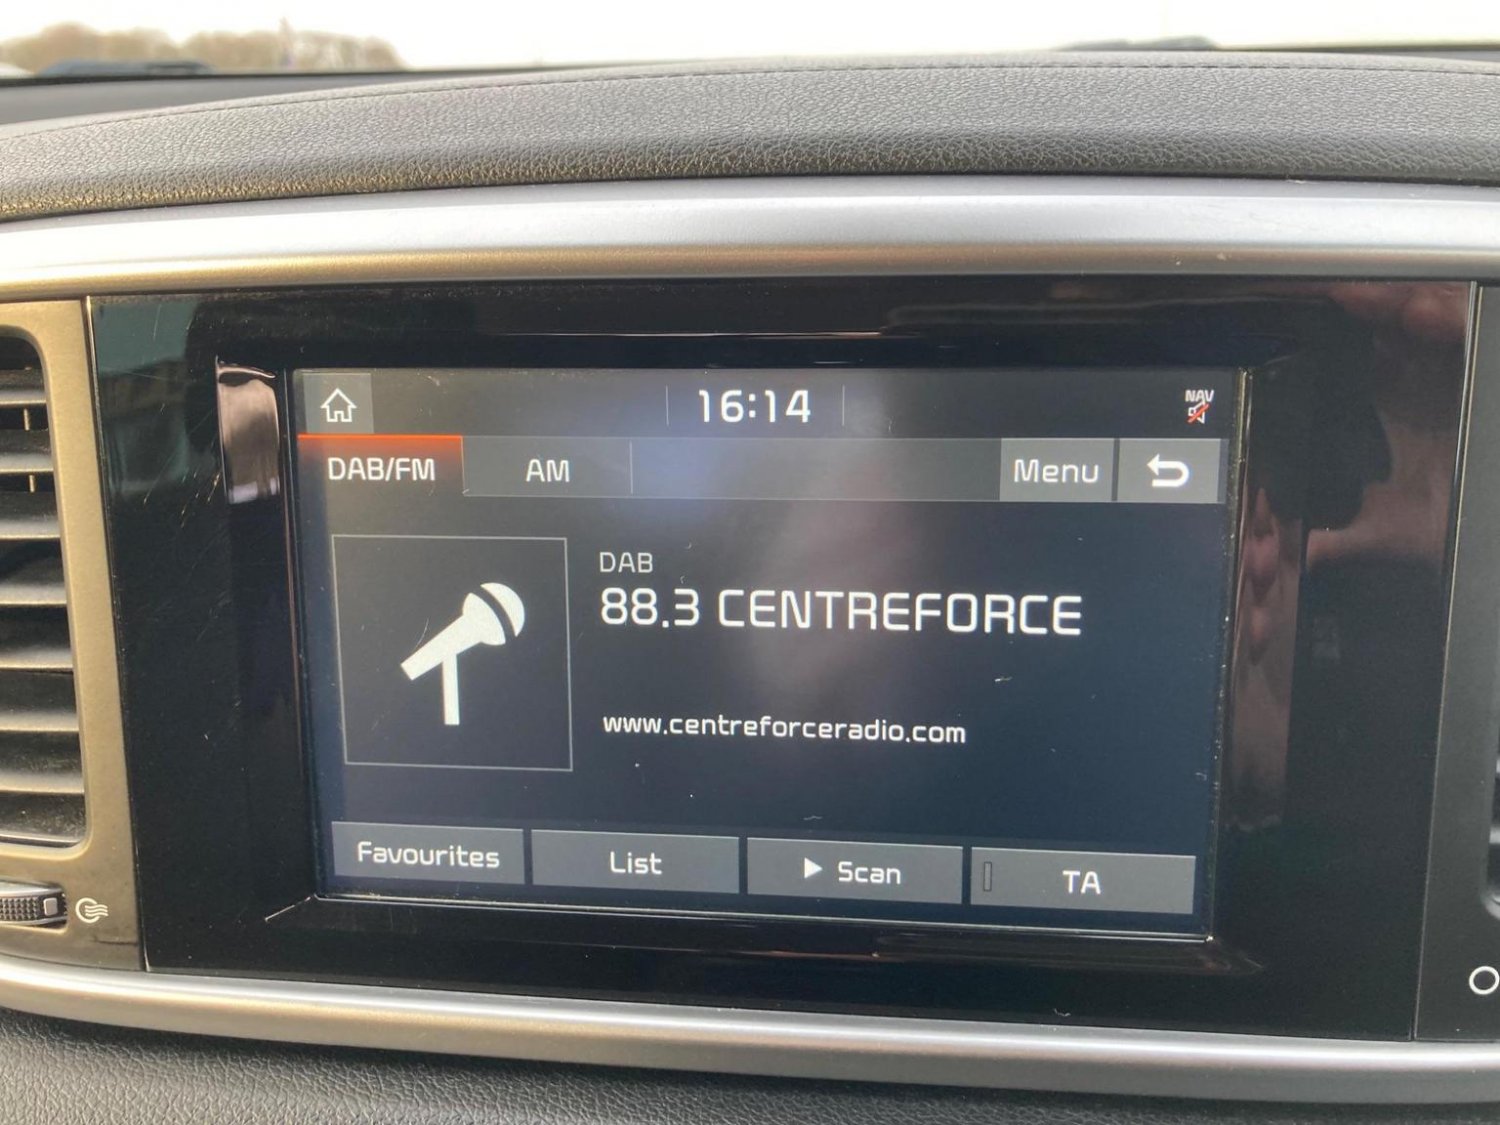 16:14
NAV
DAB/FM
AM
Menu
DAB
88.3 CENTREFORCE
www.centreforceradio.com
Favourites
List
Scan
TA